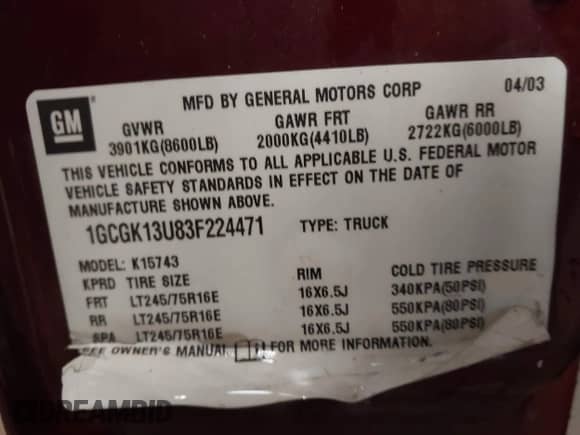 GM ®
MFD BY GENERAL MOTORS CORP 04/03
GVWR GAWR FRT GAWR RR
3901KG(8600LB) 2000KG(4410LB) 2722KG(6000LB)
THIS VEHICLE CONFORMS TO ALL APPLICABLE U.S. FEDERAL MOTOR
VEHICLE SAFETY STANDARDS IN EFFECT ON THE DATE OF
MANUFACTURE SHOWN ABOVE.
1GCGK13U83F224471 TYPE: TRUCK
MODEL: K15743
KPRD TIRE SIZE RIM COLD TIRE PRESSURE
FRT LT245/75R16E 16X6.5J 340KPA(50PSI)
RR LT245/75R16E 16X6.5J 550KPA(80PSI)
SPA LT245/75R16E 16X6.5J 550KPA(80PSI)
SEE OWNER'S MANUAL FOR MORE INFORMATION.
DREAMBID